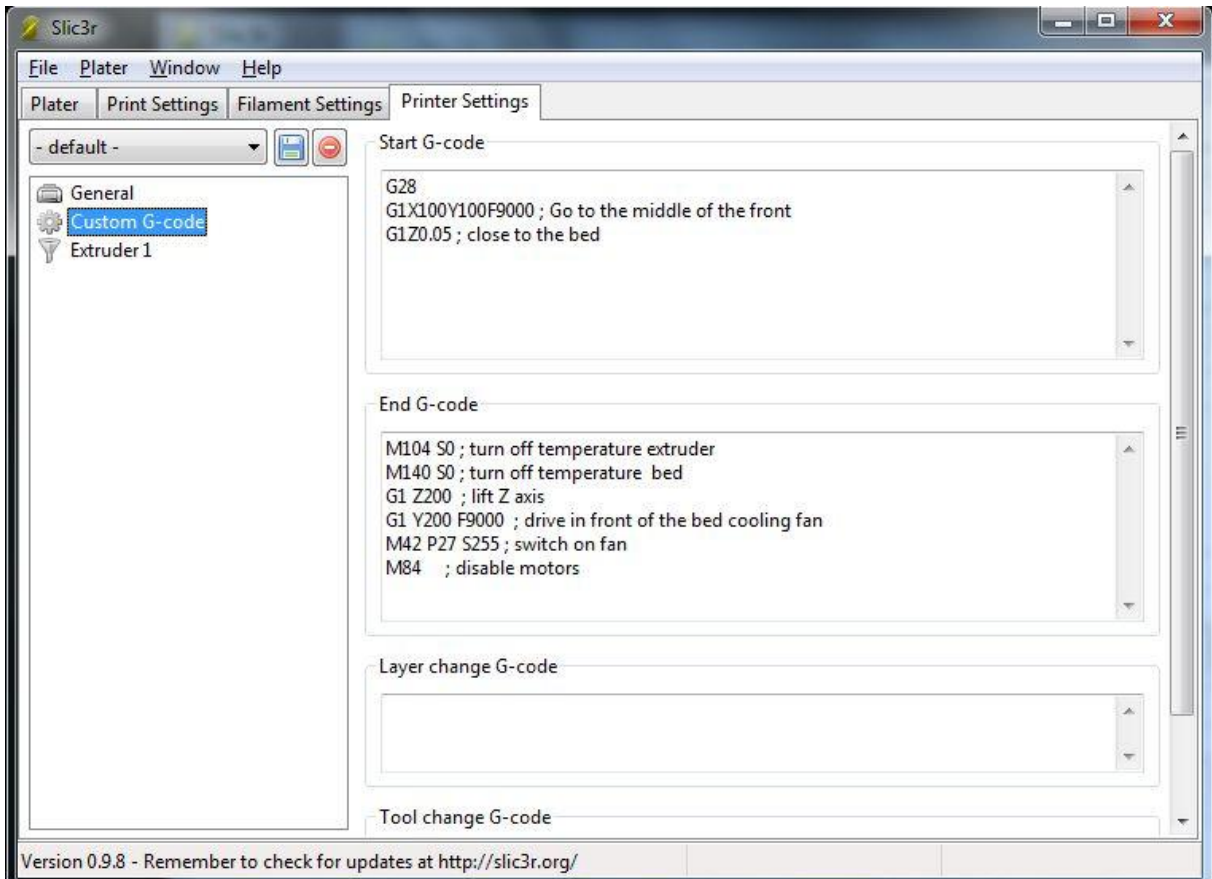 Slic3r
File Plater Window Help
Plater Print Settings Filament Settings Printer Settings
- default -
General
Custom G-code
Extruder 1
Start G-code
G28
G1X100Y100F9000 ; Go to the middle of the front
G1Z0.05 ; close to the bed
End G-code
M104 S0 ; turn off temperature extruder
M140 S0 ; turn off temperature  bed
G1 Z200  ; lift Z axis
G1 Y200 F9000  ; drive in front of the bed cooling fan
M42 P27 S255 ; switch on fan
M84    ; disable motors
Layer change G-code
Tool change G-code
Version 0.9.8 - Remember to check for updates at http://slic3r.org/